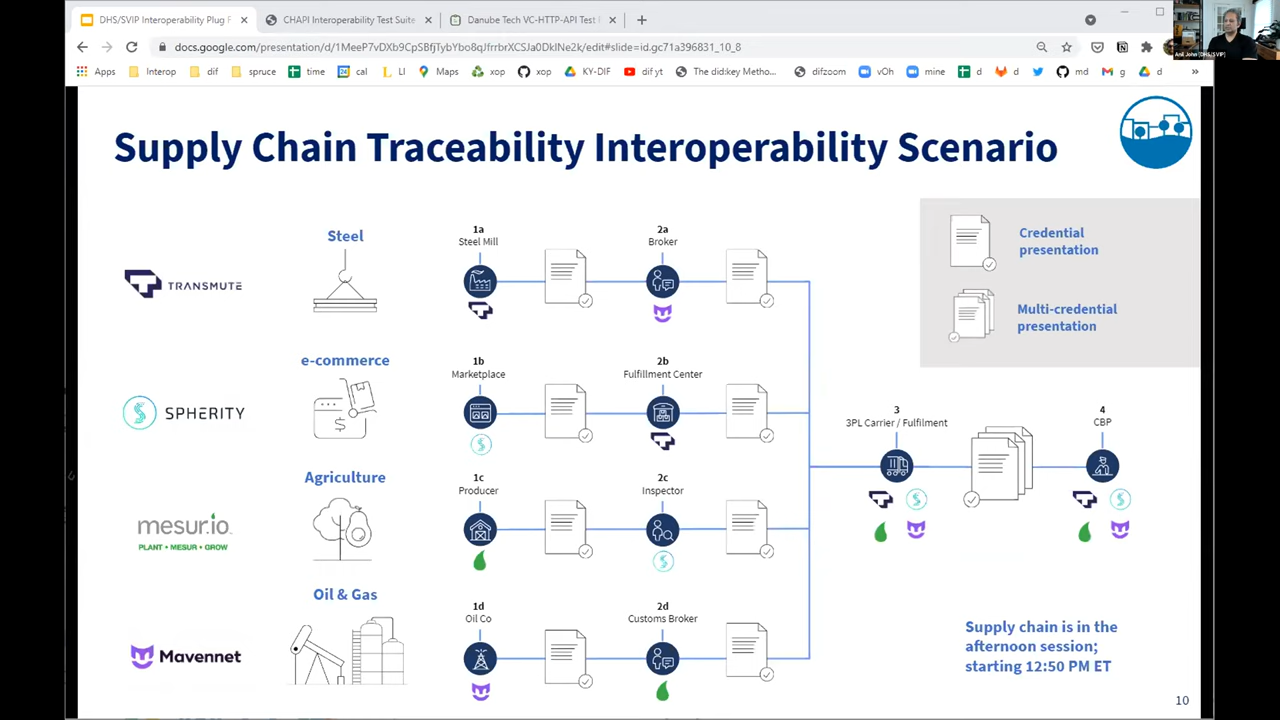 DHS/SVIP Interoperability Plug F
CHAPI Interoperability Test Suite
Danube Tech VC-HTTP-API Test
docs.google.com/presentation/d/1MeeP7vDXb9CpSBfjTybYbo8qJfrrbrXCSJa0DkINe2k/edit#slide=id.gc71a396831_10_8
Apps
Interop
dif
spruce
time
cal
LI
Maps
xop
xop
KY-DIF
dif yt
The did:key Metho...
difzoom
vOh
mine
d
d
md
g
d
Anil John [DHS/SVIP]
Supply Chain Traceability Interoperability Scenario
Credential
presentation
Multi-credential
presentation
TRANSMUTE
Steel
1a
Steel Mill
2a
Broker
SPHERITY
e-commerce
1b
Marketplace
2b
Fulfillment Center
3
3PL Carrier / Fulfilment
4
CBP
mesur.io
PLANT • MESUR • GROW
Agriculture
1c
Producer
2c
Inspector
Mavennet
Oil & Gas
1d
Oil Co
2d
Customs Broker
Supply chain is in the
afternoon session;
starting 12:50 PM ET
10